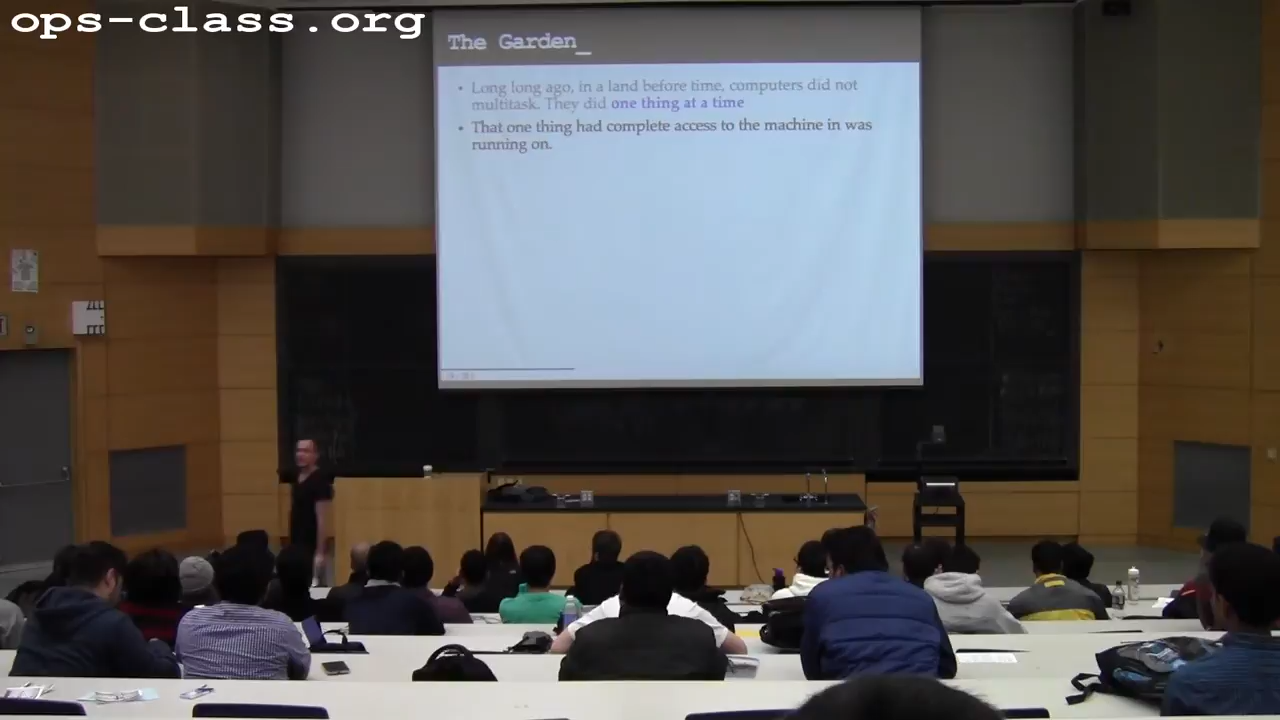 ops-class.org
The Garden_
• Long long ago, in a land before time, computers did not
multitask. They did one thing at a time
• That one thing had complete access to the machine in was
running on.